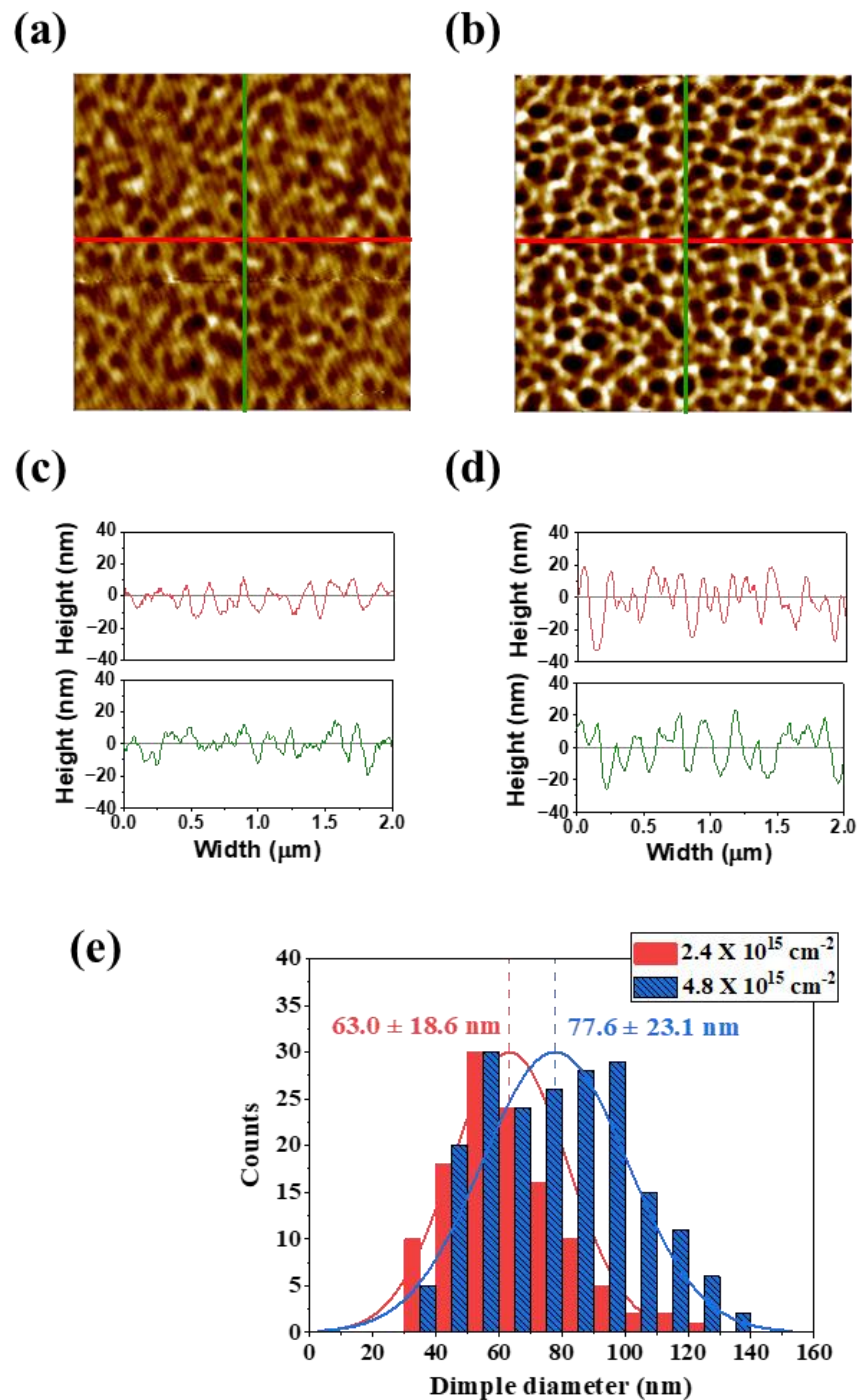 (a)
(b)
(c)
(d)
40
20
0
−20
−40
Height (nm)
40
20
0
−20
−40
Height (nm)
0.0 0.5 1.0 1.5 2.0
Width (μm)
40
20
0
−20
−40
Height (nm)
40
20
0
−20
−40
Height (nm)
0.0 0.5 1.0 1.5 2.0
Width (μm)
(e)
2.4 X 10¹⁵ cm⁻²
4.8 X 10¹⁵ cm⁻²
63.0 ± 18.6 nm
77.6 ± 23.1 nm
40
35
30
25
20
15
10
5
0
Counts
0 20 40 60 80 100 120 140 160
Dimple diameter (nm)